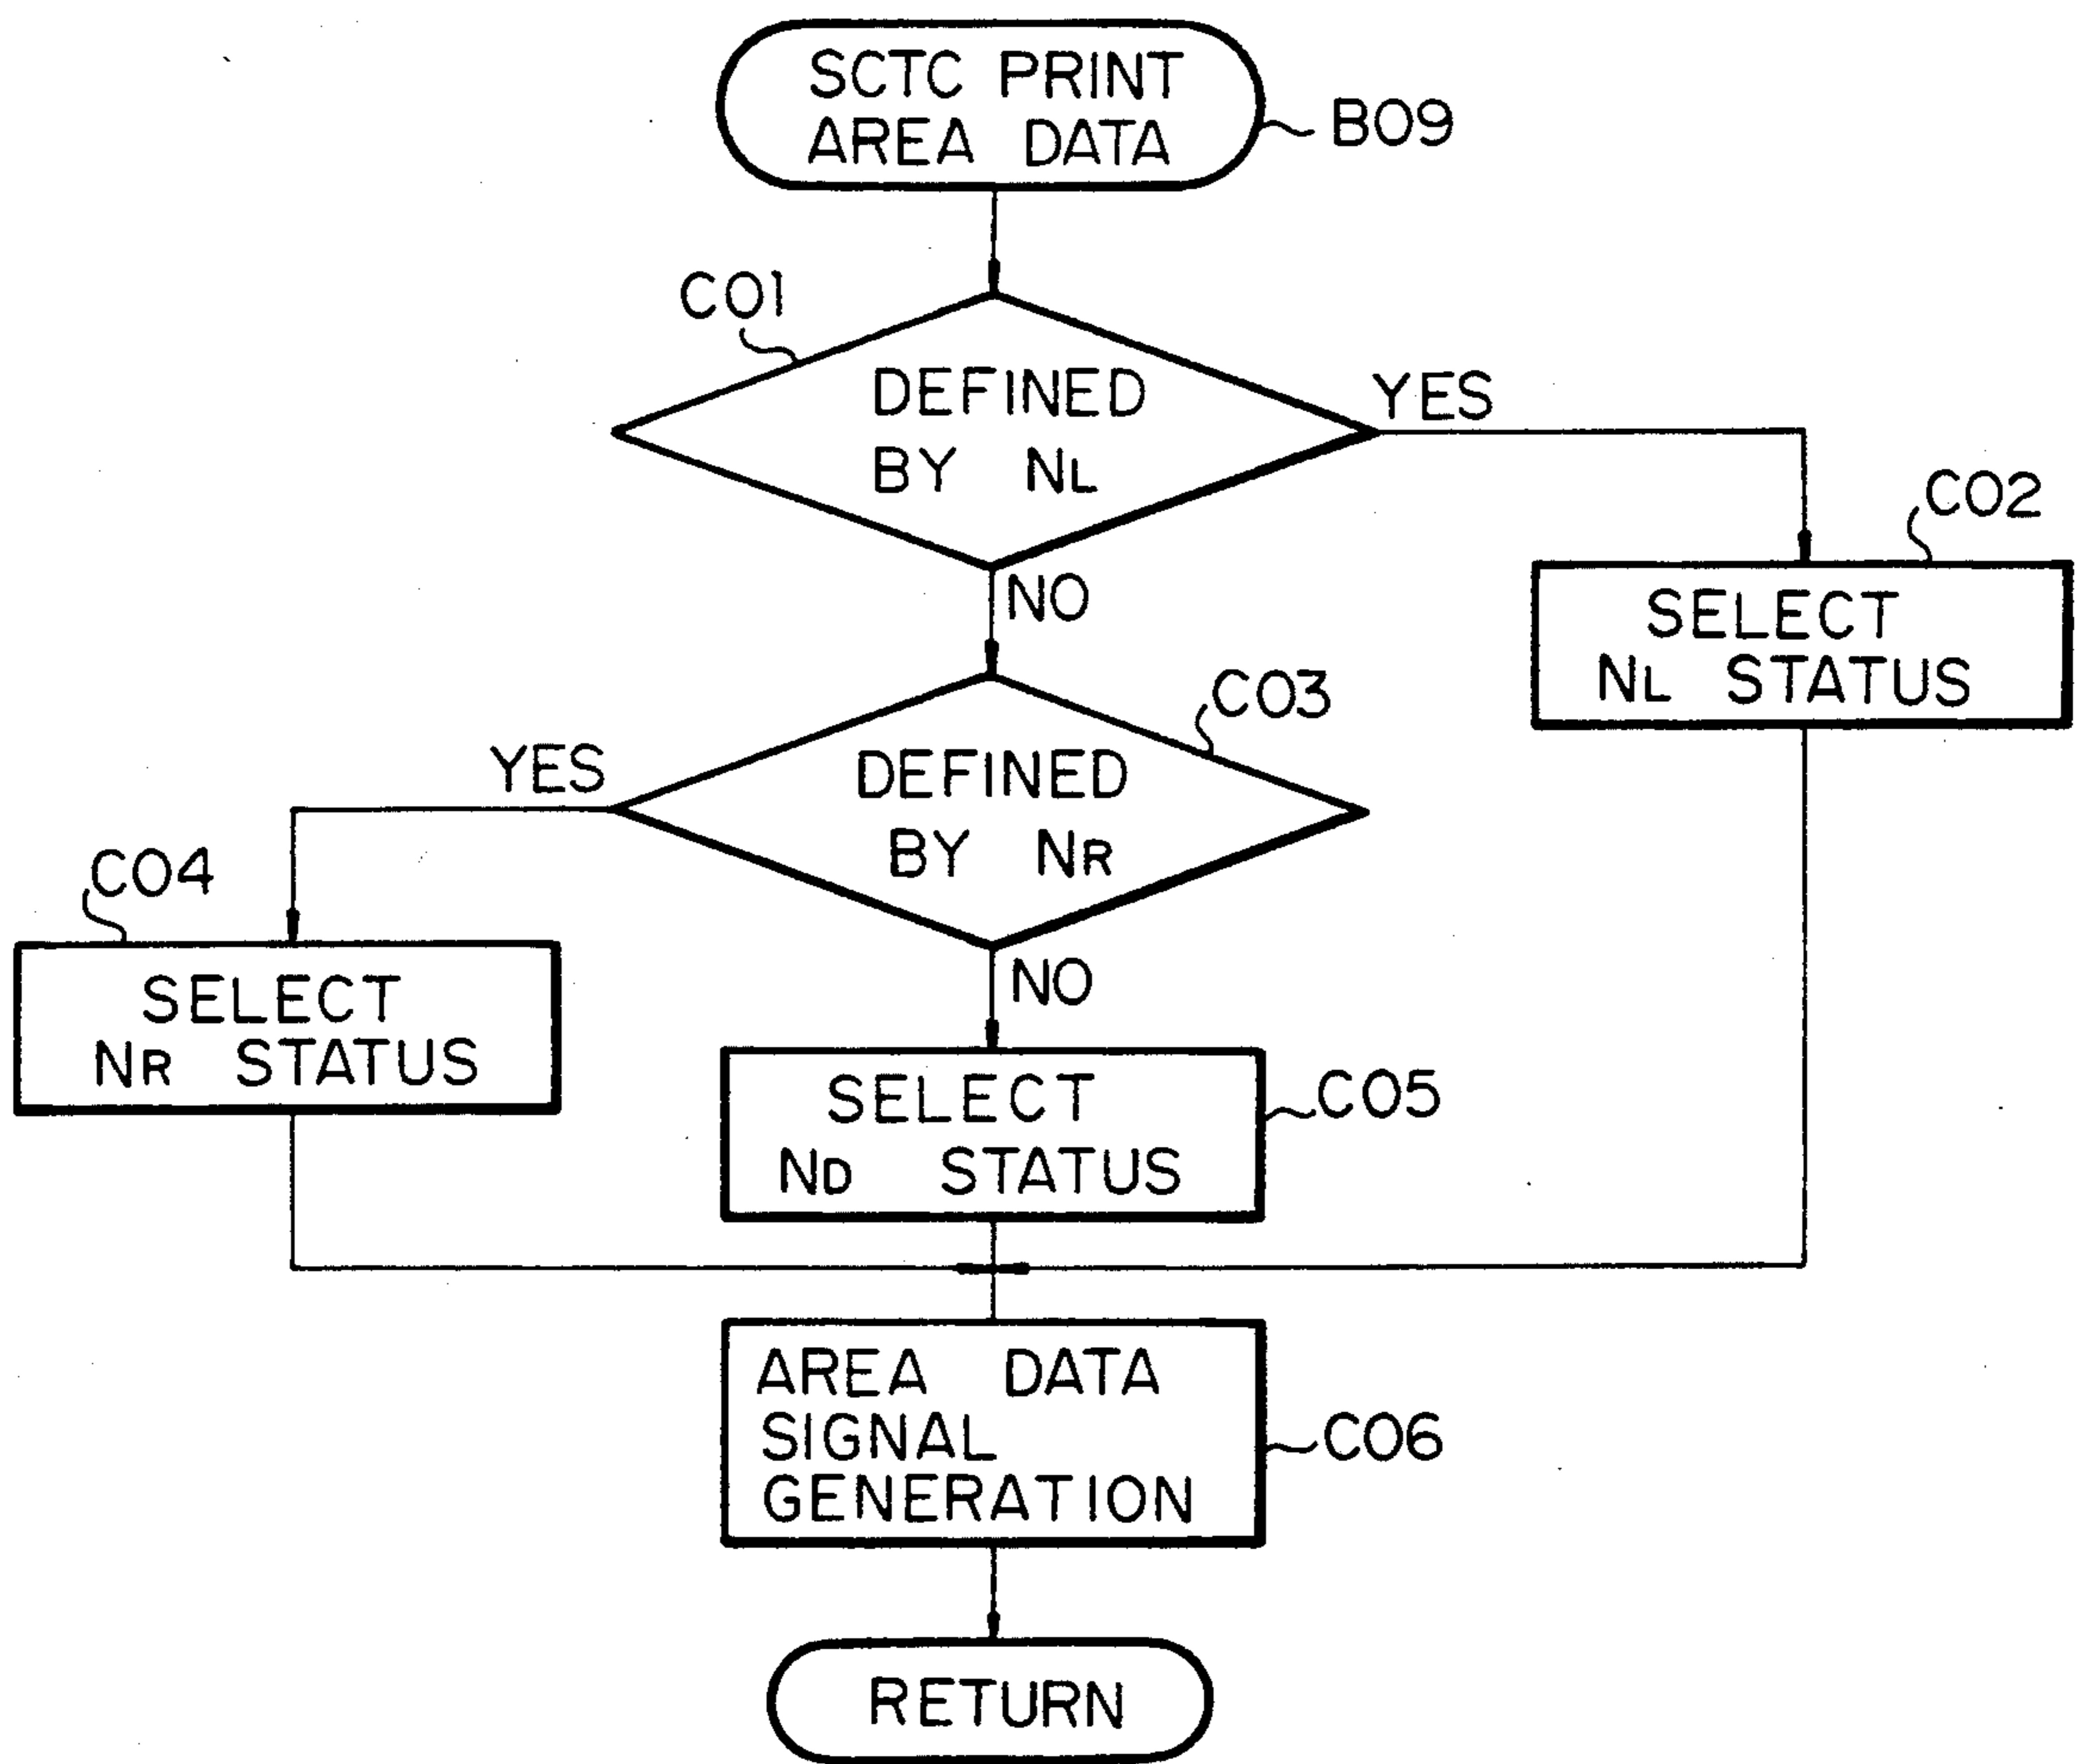 SCTC PRINT
AREA DATA
B09
C01
DEFINED
BY NL
YES
NO
C02
SELECT
NL STATUS
C03
DEFINED
BY NR
YES
NO
C04
SELECT
NR STATUS
SELECT
ND STATUS
C05
AREA DATA
SIGNAL
GENERATION
C06
RETURN